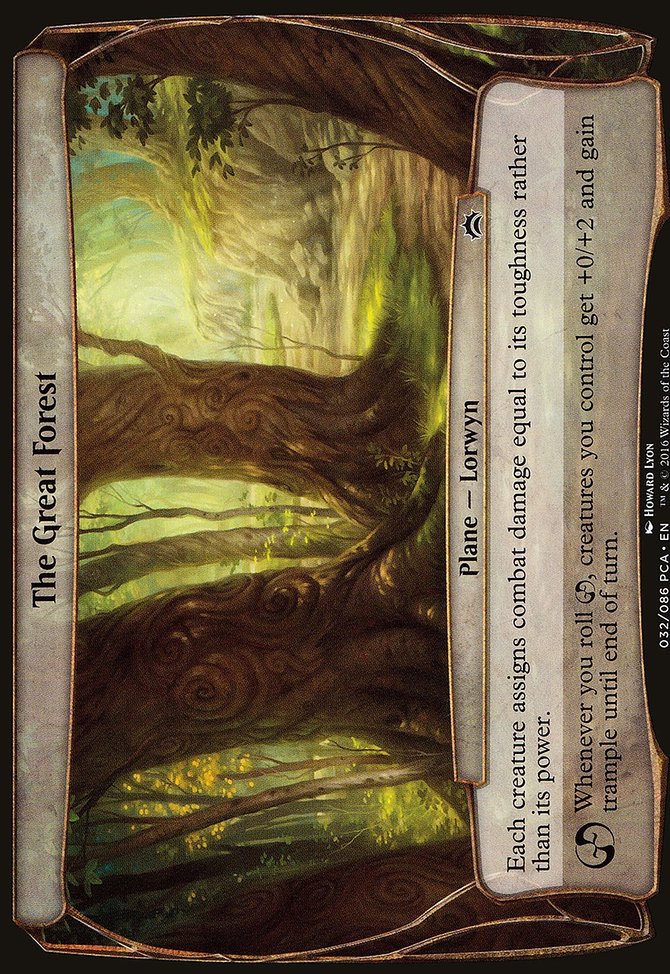 The Great Forest
Plane — Lorwyn
Each creature assigns combat damage equal to its toughness rather
than its power.
Whenever you roll , creatures you control get +0/+2 and gain
trample until end of turn.
Howard Lyon
032/086 PCA • EN ™ & © 2016 Wizards of the Coast